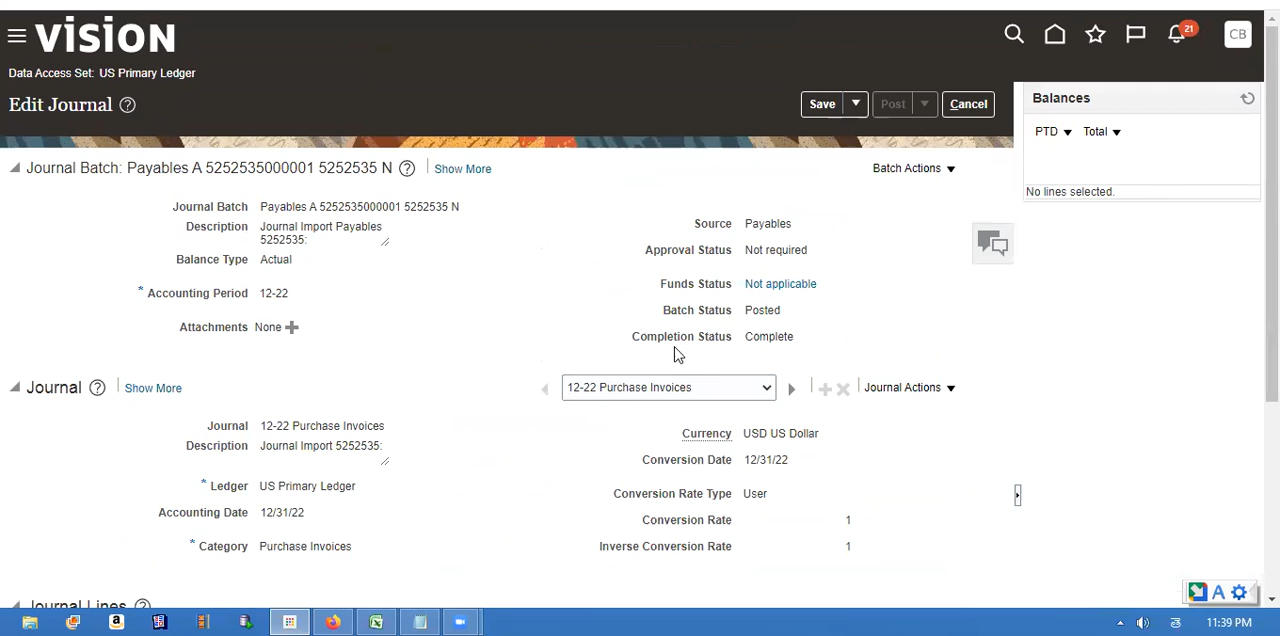 vision
21
CB
Data Access Set: US Primary Ledger
Edit Journal ?
Save
Post
Cancel
Balances
PTD
Total
No lines selected.
Journal Batch: Payables A 5252535000001 5252535 N ?
Show More
Batch Actions
Journal Batch Payables A 5252535000001 5252535 N
Description Journal Import Payables
5252535:
Balance Type Actual
* Accounting Period 12-22
Attachments None
Source Payables
Approval Status Not required
Funds Status Not applicable
Batch Status Posted
Completion Status Complete
Journal ?
Show More
12-22 Purchase Invoices
Journal Actions
Journal 12-22 Purchase Invoices
Description Journal Import 5252535:
* Ledger US Primary Ledger
Accounting Date 12/31/22
* Category Purchase Invoices
Currency USD US Dollar
Conversion Date 12/31/22
Conversion Rate Type User
Conversion Rate 1
Inverse Conversion Rate 1
Journal Lines ?
A
11:39 PM